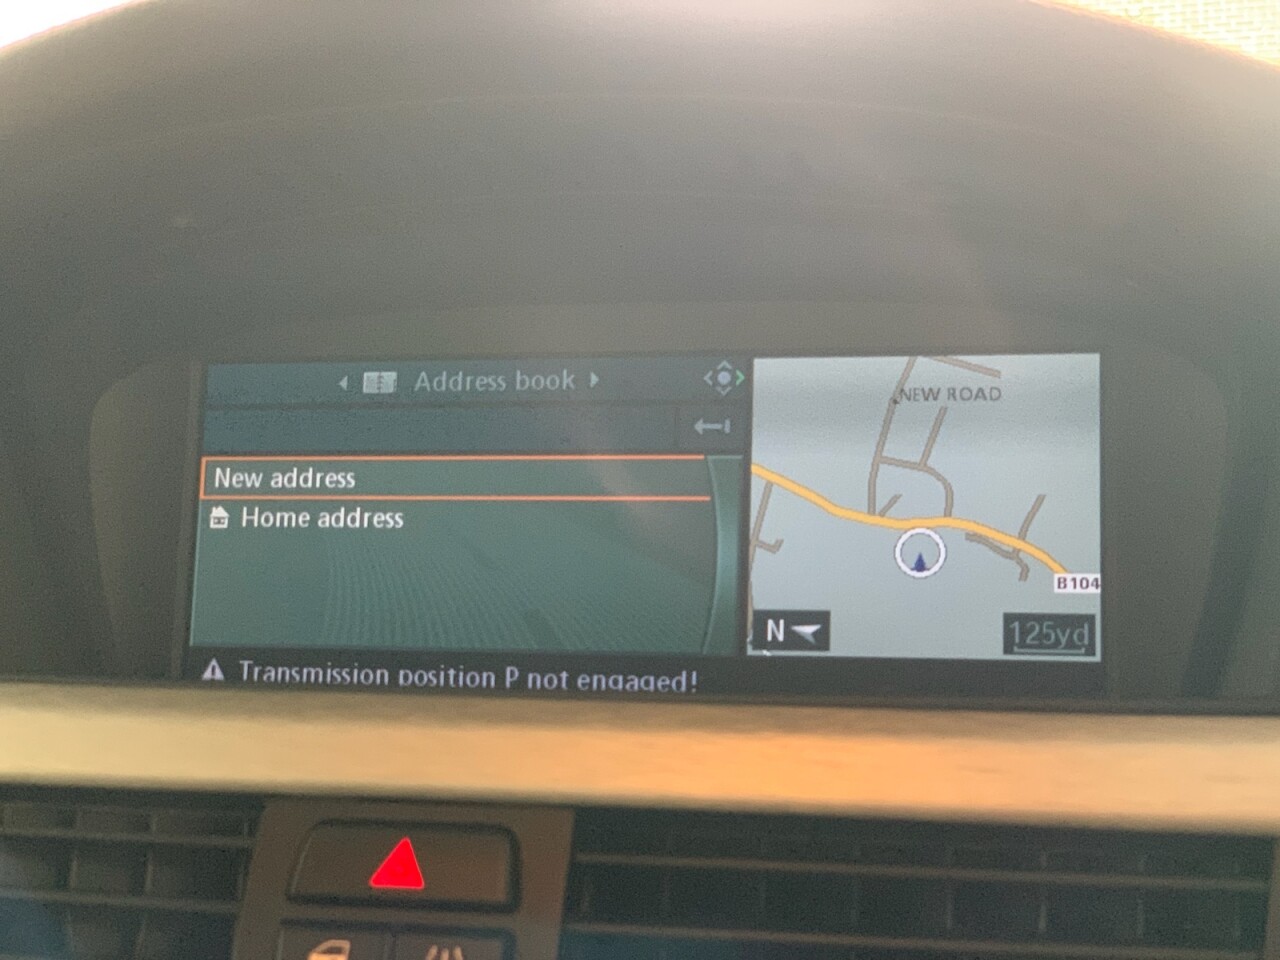 Address book
New address
Home address
NEW ROAD
B104
N
125yd
Transmission position P not engaged!